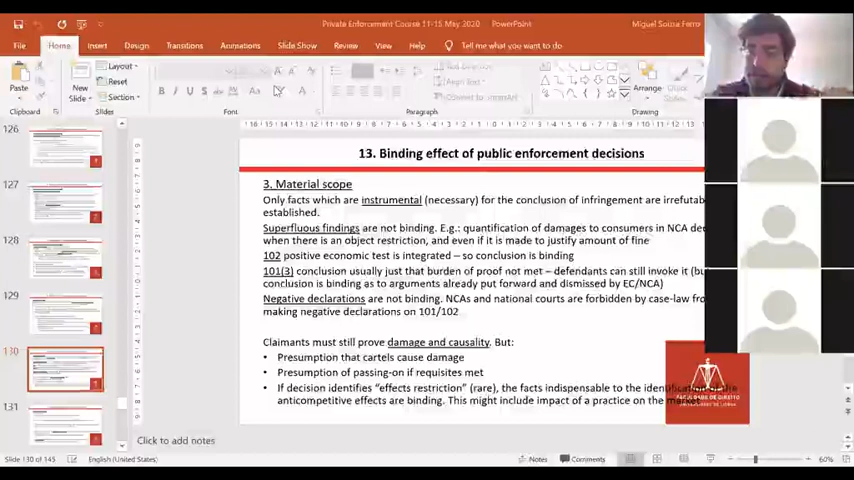 Private Enforcement Course 11-15 May 2020 - PowerPoint
Miguel Sousa Ferro
File Home Insert Design Transitions Animations Slide Show Review View Help Tell me what you want to do
Paste
New
Slide
Layout
Reset
Section
Arrange
Quick
Clipboard
Slides
Font
Paragraph
Drawing
126
127
128
129
130
131
13. Binding effect of public enforcement decisions
3. Material scope
Only facts which are instrumental (necessary) for the conclusion of infringement are
established.
Superfluous findings are not binding. E.g.: quantification of damages to consumers in NCA
when there is an object restriction, and even if it is made to justify amount of fine
102 positive economic test is integrated – so conclusion is binding
101(3) conclusion usually just that burden of proof not met – defendants can still invoke it
conclusion is binding as to arguments already put forward and dismissed by EC/NCA)
Negative declarations are not binding. NCAs and national courts are forbidden by case-law
making negative declarations on 101/102
Claimants must still prove damage and causality. But:
• Presumption that cartels cause damage
• Presumption of passing-on if requisites met
• If decision identifies "effects restriction" (rare), the facts indispensable to the identification of the
anticompetitive effects are binding. This might include impact of a practice on the market
FACULDADE DE DIREITO
Click to add notes
Slide 130 of 145 English (United States) Notes Comments 60%